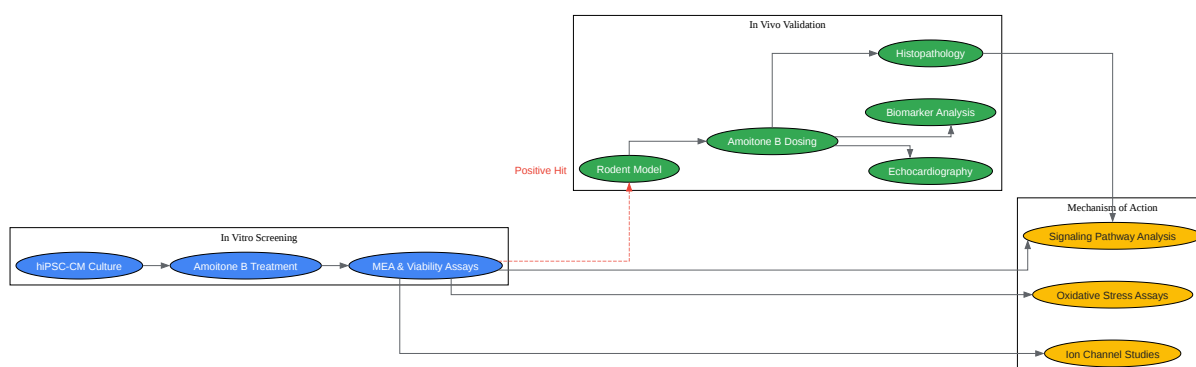 In Vivo Validation
Histopathology
Biomarker Analysis
Amoitone B Dosing
Positive Hit
Rodent Model
Echocardiography
Mechanism of Action
In Vitro Screening
Signaling Pathway Analysis
hiPSC-CM Culture
Amoitone B Treatment
MEA & Viability Assays
Oxidative Stress Assays
Ion Channel Studies